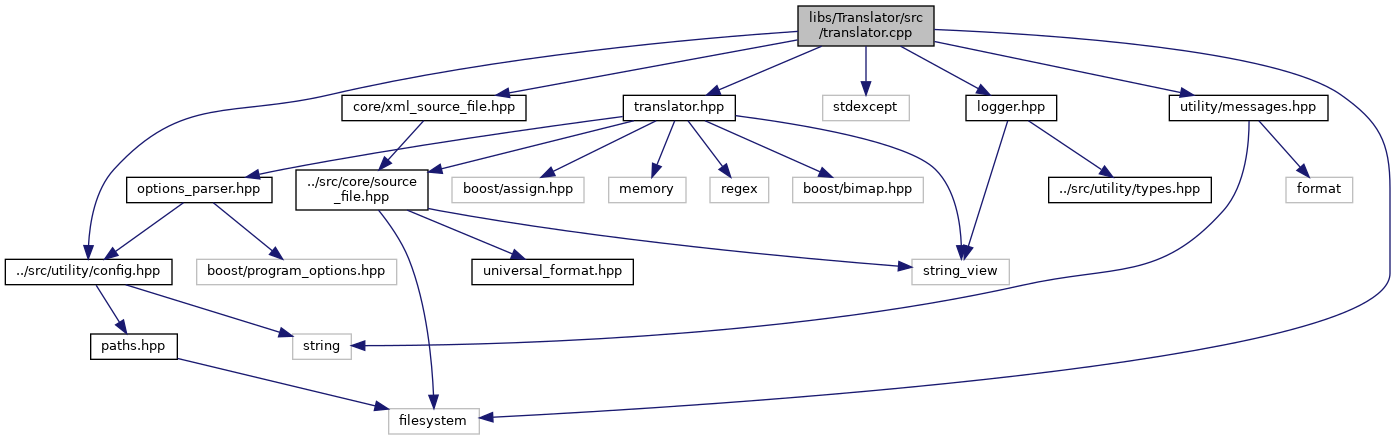 libs/Translator/src
/translator.cpp
core/xml_source_file.hpp
translator.hpp
stdexcept
logger.hpp
utility/messages.hpp
options_parser.hpp
../src/core/source
_file.hpp
boost/assign.hpp
memory
regex
boost/bimap.hpp
../src/utility/types.hpp
format
../src/utility/config.hpp
boost/program_options.hpp
universal_format.hpp
string_view
paths.hpp
string
filesystem